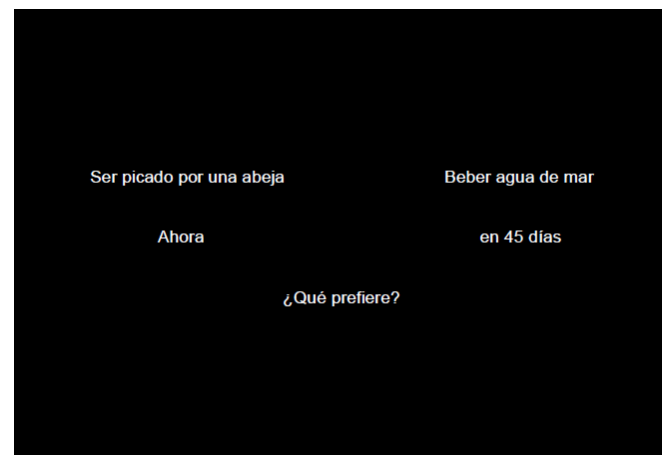 Ser picado por una abeja
Beber agua de mar
Ahora
en 45 días
¿Qué prefiere?